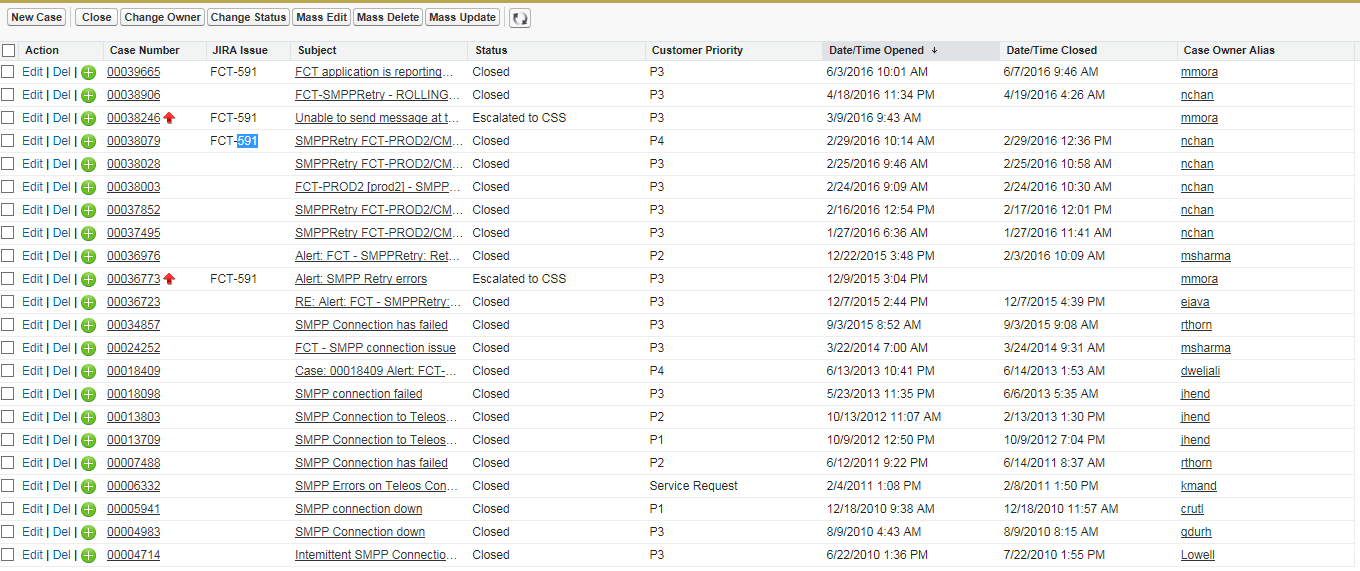 New Case Close Change Owner Change Status Mass Edit Mass Delete Mass Update
Action Case Number JIRA Issue Subject Status Customer Priority Date/Time Opened Date/Time Closed Case Owner Alias
Edit | Del | 00039665 FCT-591 FCT application is reporting... Closed P3 6/3/2016 10:01 AM 6/7/2016 9:46 AM mmora
Edit | Del | 00038906 FCT-SMPPRetry - ROLLING... Closed P3 4/18/2016 11:34 PM 4/19/2016 4:26 AM nchan
Edit | Del | 00038246 FCT-591 Unable to send message at t... Escalated to CSS P3 3/9/2016 9:43 AM mmora
Edit | Del | 00038079 FCT-591 SMPPRetry FCT-PROD2/CM... Closed P4 2/29/2016 10:14 AM 2/29/2016 12:36 PM nchan
Edit | Del | 00038028 SMPPRetry FCT-PROD2/CM... Closed P3 2/25/2016 9:46 AM 2/25/2016 10:58 AM nchan
Edit | Del | 00038003 FCT-PROD2 [prod2] - SMPP... Closed P3 2/24/2016 9:09 AM 2/24/2016 10:30 AM nchan
Edit | Del | 00037852 SMPPRetry FCT-PROD2/CM... Closed P3 2/16/2016 12:54 PM 2/17/2016 12:01 PM nchan
Edit | Del | 00037495 SMPPRetry FCT-PROD2/CM... Closed P3 1/27/2016 6:36 AM 1/27/2016 11:41 AM nchan
Edit | Del | 00036976 Alert: FCT - SMPPRetry: Ret... Closed P2 12/22/2015 3:48 PM 2/3/2016 10:09 AM msharma
Edit | Del | 00036773 FCT-591 Alert: SMPP Retry errors Escalated to CSS P3 12/9/2015 3:04 PM mmora
Edit | Del | 00036723 RE: Alert: FCT - SMPPRetry:... Closed P3 12/7/2015 2:44 PM 12/7/2015 4:39 PM ejava
Edit | Del | 00034857 SMPP Connection has failed Closed P3 9/3/2015 8:52 AM 9/3/2015 9:08 AM rthorn
Edit | Del | 00024252 FCT - SMPP connection issue Closed P3 3/22/2014 7:00 AM 3/24/2014 9:31 AM msharma
Edit | Del | 00018409 Case: 00018409 Alert: FCT-... Closed P4 6/13/2013 10:41 PM 6/14/2013 1:53 AM dweljali
Edit | Del | 00018098 SMPP connection failed Closed P3 5/23/2013 11:35 PM 6/6/2013 5:35 AM jhend
Edit | Del | 00013803 SMPP Connection to Teleos... Closed P2 10/13/2012 11:07 AM 2/13/2013 1:30 PM jhend
Edit | Del | 00013709 SMPP Connection to Teleos... Closed P1 10/9/2012 12:50 PM 10/9/2012 7:04 PM jhend
Edit | Del | 00007488 SMPP Connection has failed Closed P2 6/12/2011 9:22 PM 6/14/2011 8:37 AM rthorn
Edit | Del | 00006332 SMPP Errors on Teleos Con... Closed Service Request 2/4/2011 1:08 PM 2/8/2011 1:50 PM kmand
Edit | Del | 00005941 SMPP connection down Closed P1 12/18/2010 9:38 AM 12/18/2010 11:57 AM crutl
Edit | Del | 00004983 SMPP Connection down Closed P3 8/9/2010 4:43 AM 8/9/2010 8:15 AM gdurh
Edit | Del | 00004714 Intemittent SMPP Connectio... Closed P3 6/22/2010 1:36 PM 7/22/2010 1:55 PM Lowell